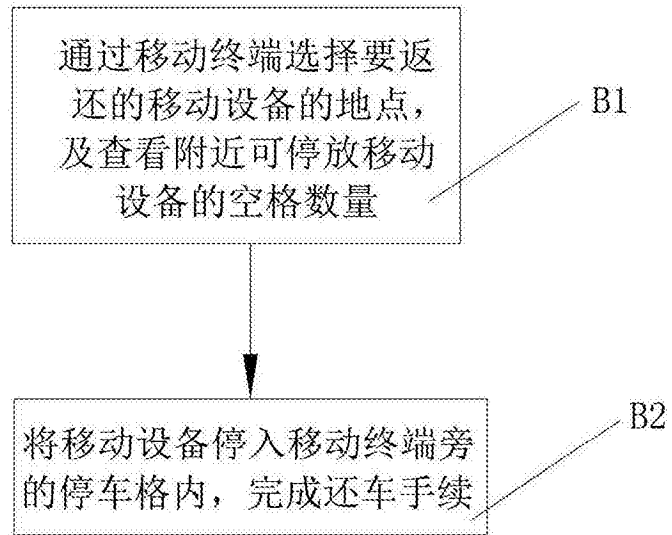 通过移动终端选择要返
还的移动设备的地点，
及查看附近可停放移动
设备的空格数量
B1
将移动设备停入移动终端旁
的停车格内，完成还车手续
B2